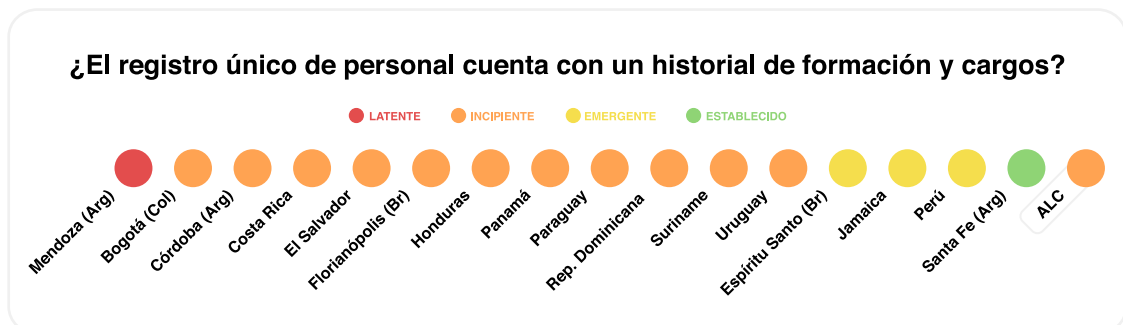 ¿El registro único de personal cuenta con un historial de formación y cargos?
LATENTE INCIPIENTE EMERGENTE ESTABLECIDO
Mendoza (Arg)
Bogotá (Col)
Córdoba (Arg)
Costa Rica
El Salvador
Florianópolis (Br)
Honduras
Panamá
Paraguay
Rep. Dominicana
Suriname
Uruguay
Espíritu Santo (Br)
Jamaica
Perú
Santa Fe (Arg)
ALC